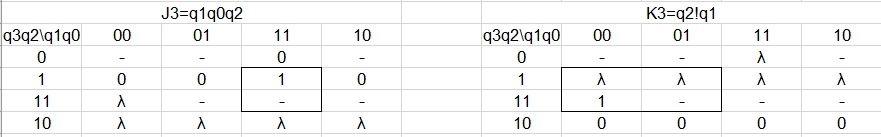 J3=q1q0q2 K3=q2!q1
q3q2\q1q0 00 01 11 10 q3q2\q1q0 00 01 11 10
0 - - 0 - 0 - - λ -
1 0 0 1 0 1 λ λ λ λ
11 λ - - - 11 1 - - -
10 λ λ λ λ 10 0 0 0 0